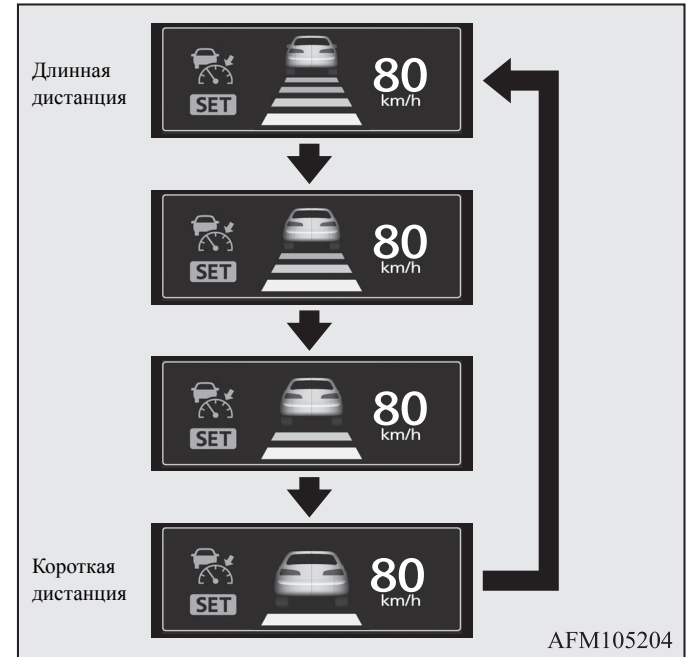 Длинная
дистанция
SET
80
km/h
SET
80
km/h
SET
80
km/h
Короткая
дистанция
SET
80
km/h
AFM105204